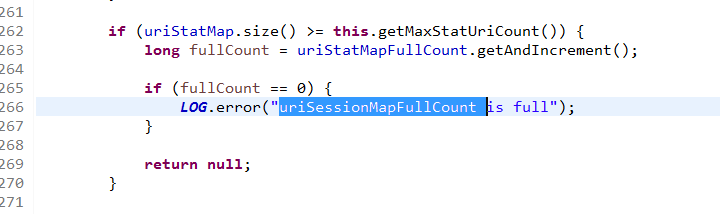 261
262 if (uriStatMap.size() >= this.getMaxStatUriCount()) {
263 long fullCount = uriStatMapFullCount.getAndIncrement();
264
265 if (fullCount == 0) {
266 LOG.error("uriSessionMapFullCount is full");
267 }
268
269 return null;
270 }
271